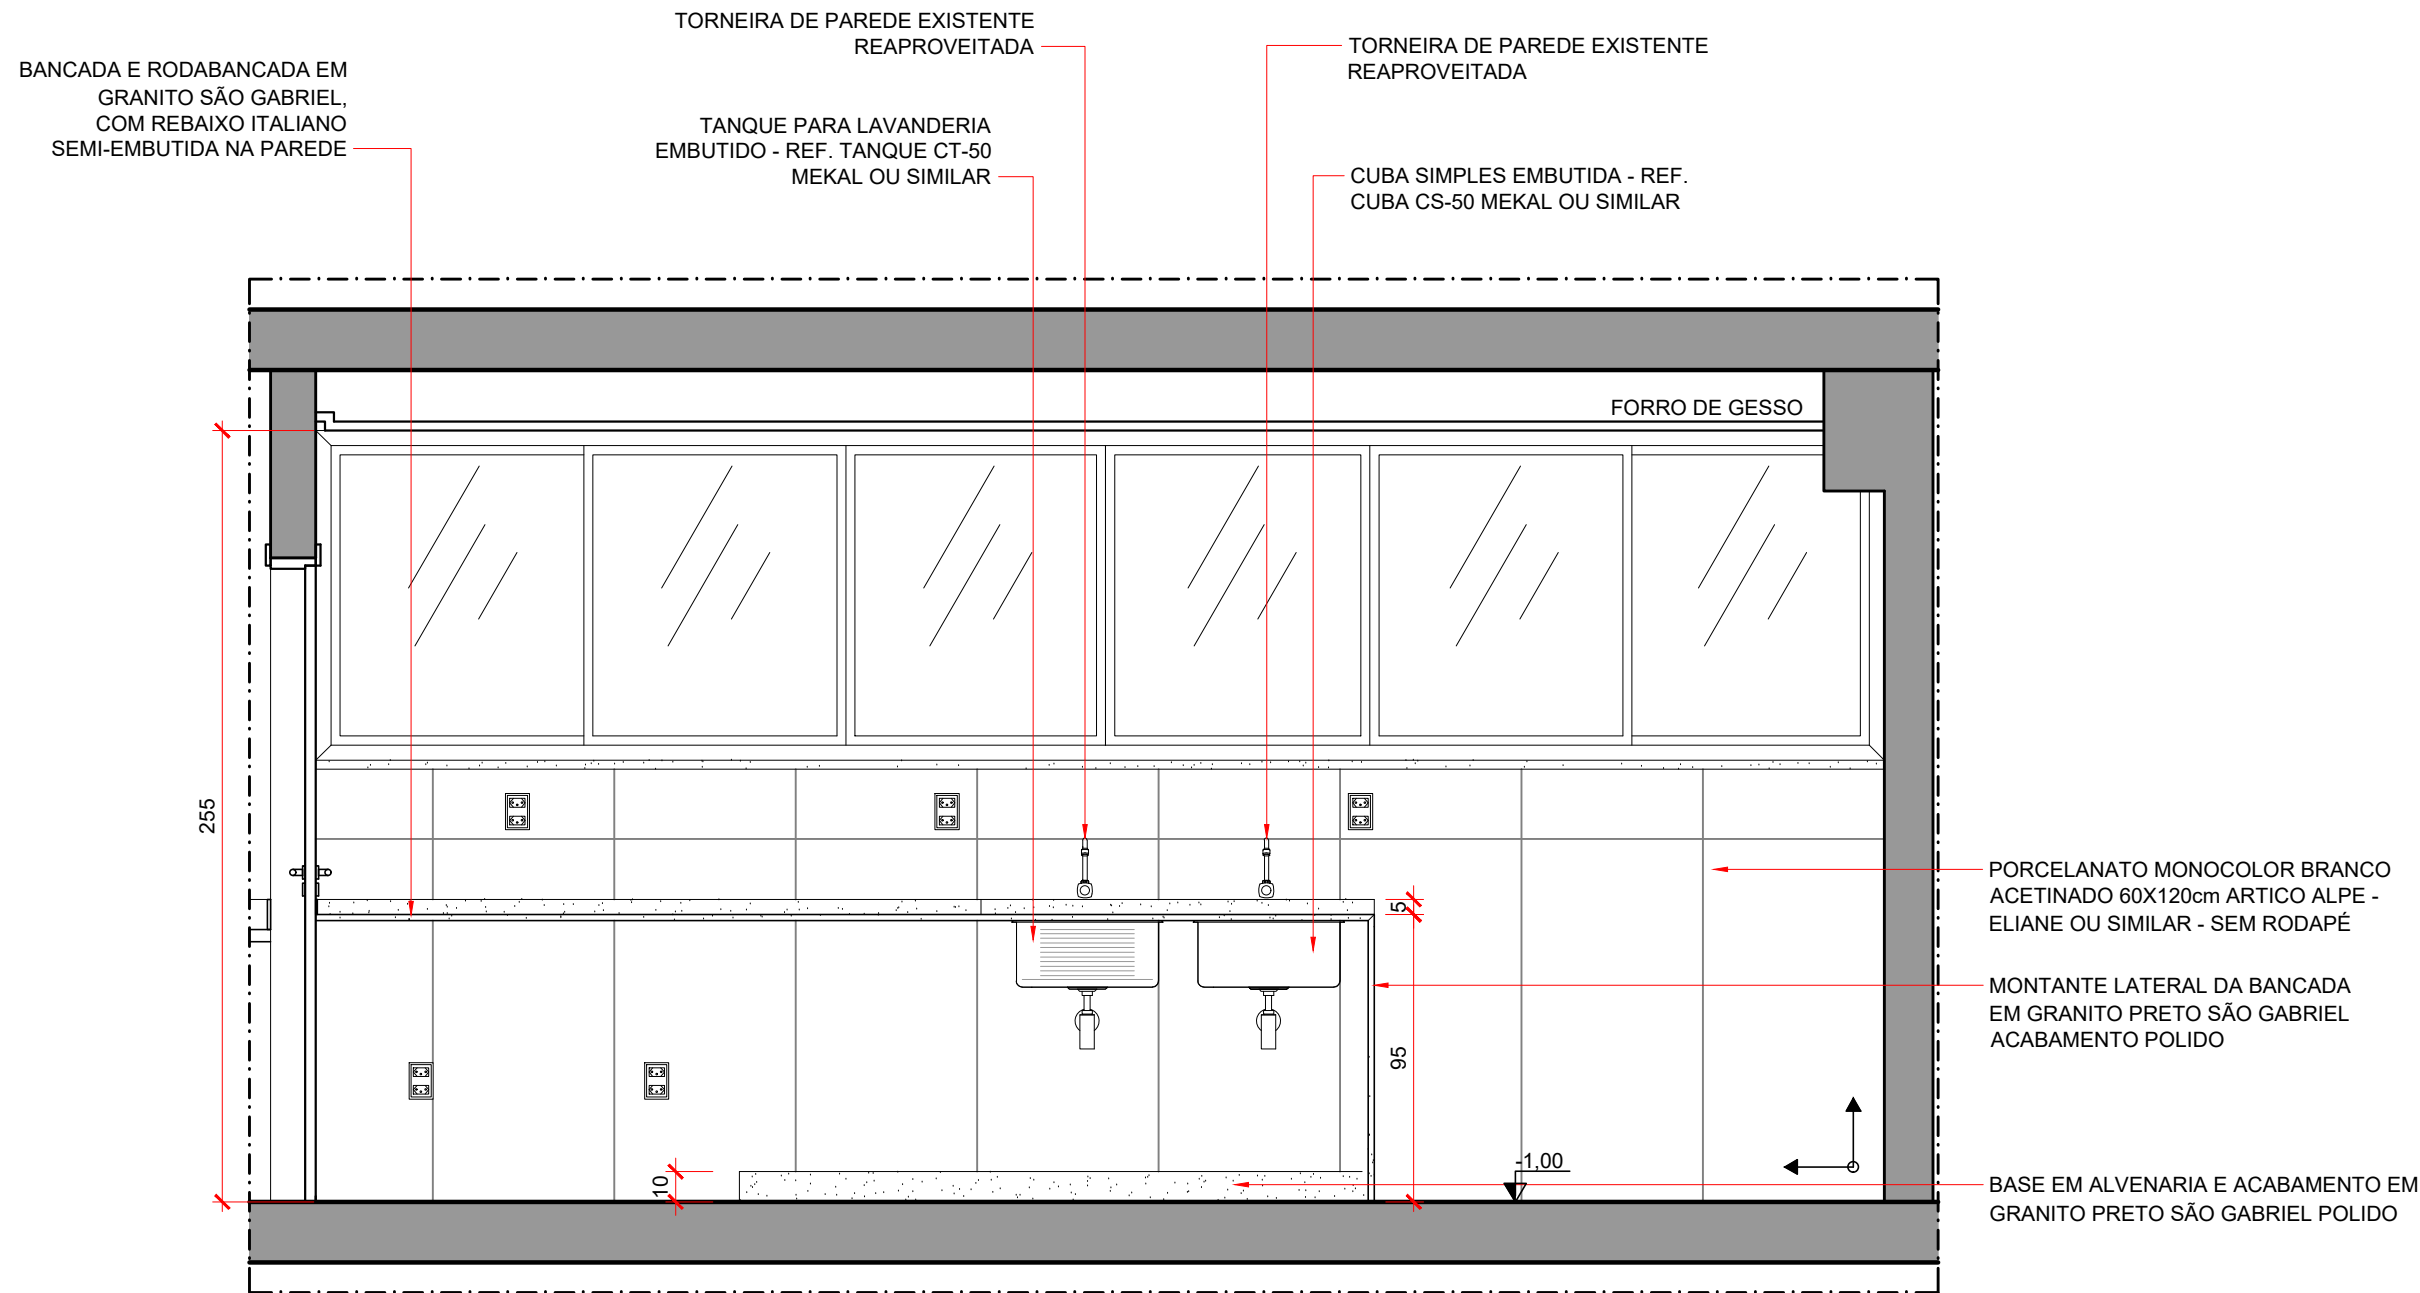 TORNEIRA DE PAREDE EXISTENTE
REAPROVEITADA
TORNEIRA DE PAREDE EXISTENTE
REAPROVEITADA
BANCADA E RODABANCADA EM
GRANITO SÃO GABRIEL,
COM REBAIXO ITALIANO
SEMI-EMBUTIDA NA PAREDE
TANQUE PARA LAVANDERIA
EMBUTIDO - REF. TANQUE CT-50
MEKAL OU SIMILAR
CUBA SIMPLES EMBUTIDA - REF.
CUBA CS-50 MEKAL OU SIMILAR
FORRO DE GESSO
255
5
95
10
-1,00
PORCELANATO MONOCOLOR BRANCO
ACETINADO 60X120cm ARTICO ALPE -
ELIANE OU SIMILAR - SEM RODAPÉ
MONTANTE LATERAL DA BANCADA
EM GRANITO PRETO SÃO GABRIEL
ACABAMENTO POLIDO
BASE EM ALVENARIA E ACABAMENTO EM
GRANITO PRETO SÃO GABRIEL POLIDO